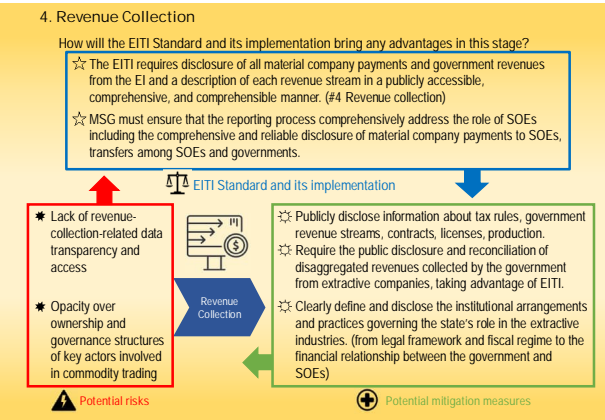 4. Revenue Collection
How will the EITI Standard and its implementation bring any advantages in this stage?
The EITI requires disclosure of all material company payments and government revenues
from the EI and a description of each revenue stream in a publicly accessible,
comprehensive, and comprehensible manner. (#4 Revenue collection)
MSG must ensure that the reporting process comprehensively address the role of SOEs
including the comprehensive and reliable disclosure of material company payments to SOEs,
transfers among SOEs and governments.
EITI Standard and its implementation
Lack of revenue-
collection-related data
transparency and
access
Opacity over
ownership and
governance structures
of key actors involved
in commodity trading
Potential risks
Revenue
Collection
Publicly disclose information about tax rules, government
revenue streams, contracts, licenses, production.
Require the public disclosure and reconciliation of
disaggregated revenues collected by the government
from extractive companies, taking advantage of EITI.
Clearly define and disclose the institutional arrangements
and practices governing the state's role in the extractive
industries. (from legal framework and fiscal regime to the
financial relationship between the government and
SOEs)
Potential mitigation measures